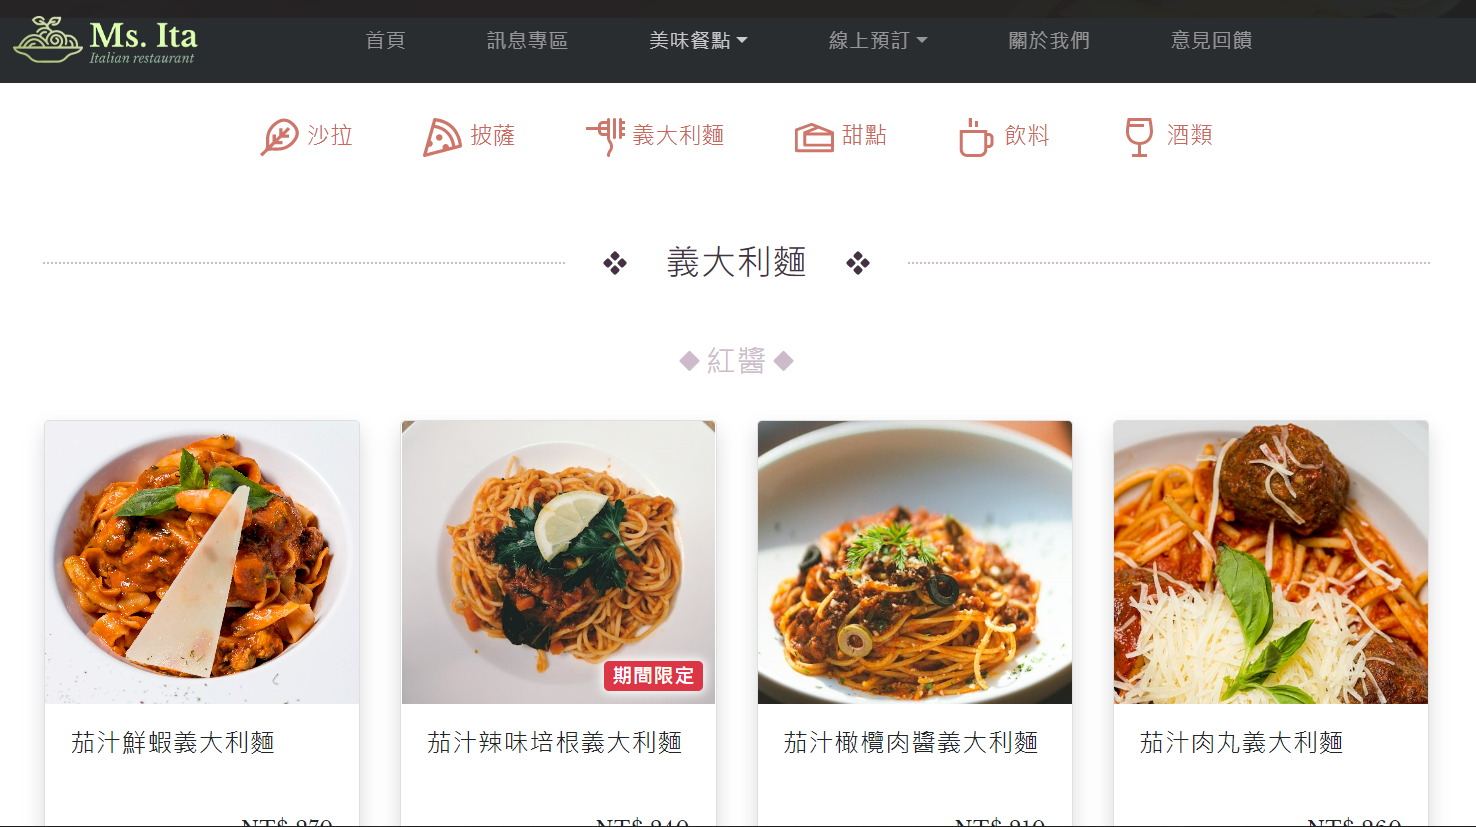 Ms. Ita
Italian restaurant
首頁
訊息專區
美味餐點
線上預訂
關於我們
意見回饋
沙拉
披薩
義大利麵
甜點
飲料
酒類
義大利麵
紅醬
期間限定
茄汁鮮蝦義大利麵
茄汁辣味培根義大利麵
茄汁橄欖肉醬義大利麵
茄汁肉丸義大利麵
NT$ 270
NT$ 240
NT$ 210
NT$ 260